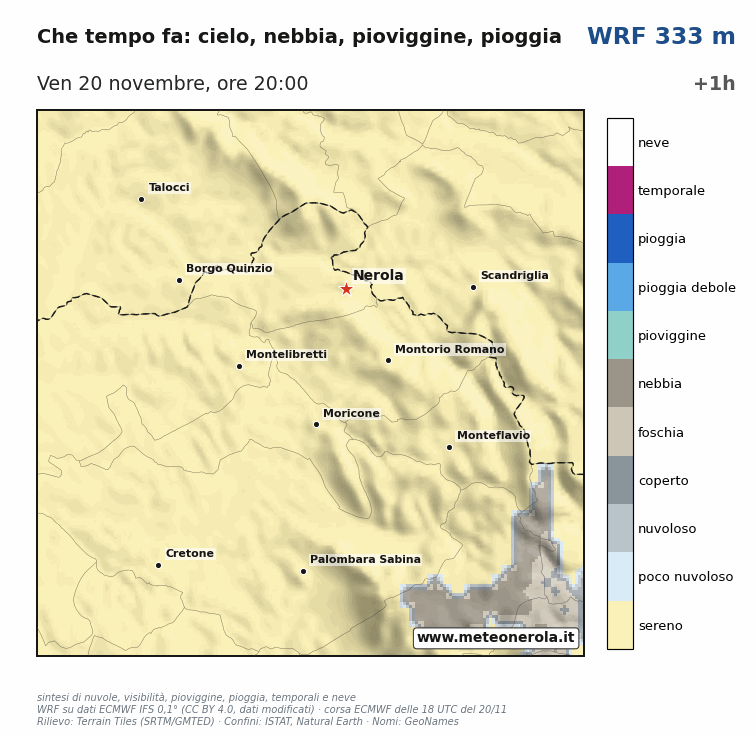 Che tempo fa: cielo, nebbia, pioviggine, pioggia
WRF 333 m
Ven 20 novembre, ore 20:00
+1h
Talocci
Borgo Quinzio
Nerola
Scandriglia
Montelibretti
Montorio Romano
Moricone
Monteflavio
Cretone
Palombara Sabina
www.meteonerola.it
neve
temporale
pioggia
pioggia debole
pioviggine
nebbia
foschia
coperto
nuvoloso
poco nuvoloso
sereno
sintesi di nuvole, visibilità, pioviggine, pioggia, temporali e neve
WRF su dati ECMWF IFS 0,1° (CC BY 4.0, dati modificati) · corsa ECMWF delle 18 UTC del 20/11
Rilievo: Terrain Tiles (SRTM/GMTED) · Confini: ISTAT, Natural Earth · Nomi: GeoNames